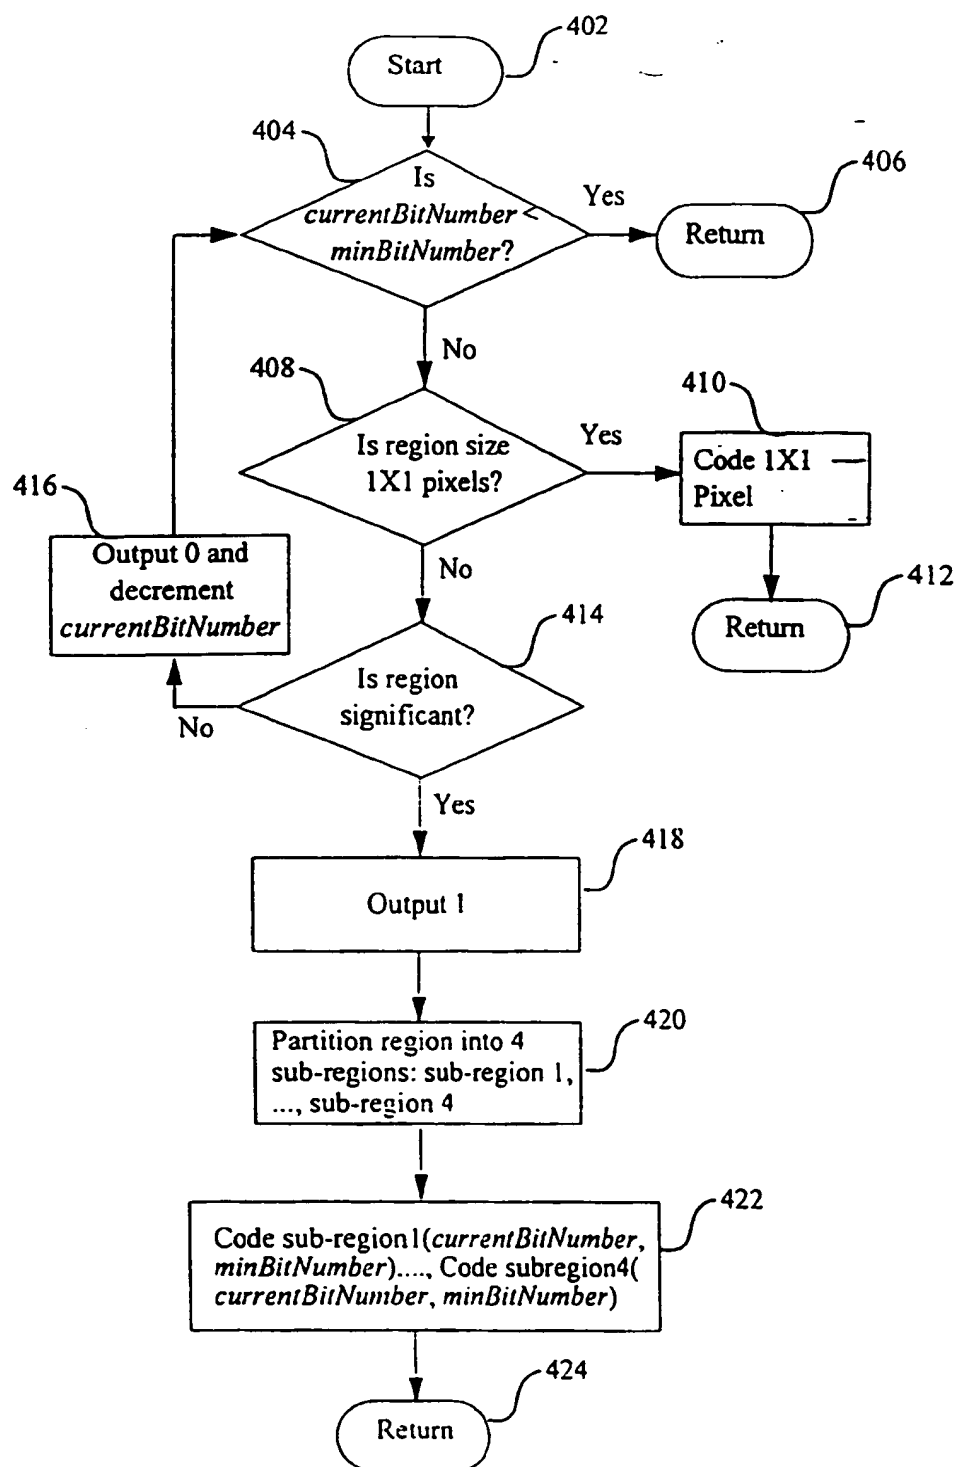 402
Start
404
Is
currentBitNumber <
minBitNumber?
Yes
406
Return
No
408
Is region size
1X1 pixels?
Yes
410
Code 1X1
Pixel
412
Return
416
Output 0 and
decrement
currentBitNumber
No
414
Is region
significant?
No
Yes
418
Output 1
420
Partition region into 4
sub-regions: sub-region 1,
..., sub-region 4
422
Code sub-region1(currentBitNumber,
minBitNumber)...., Code subregion4(
currentBitNumber, minBitNumber)
424
Return